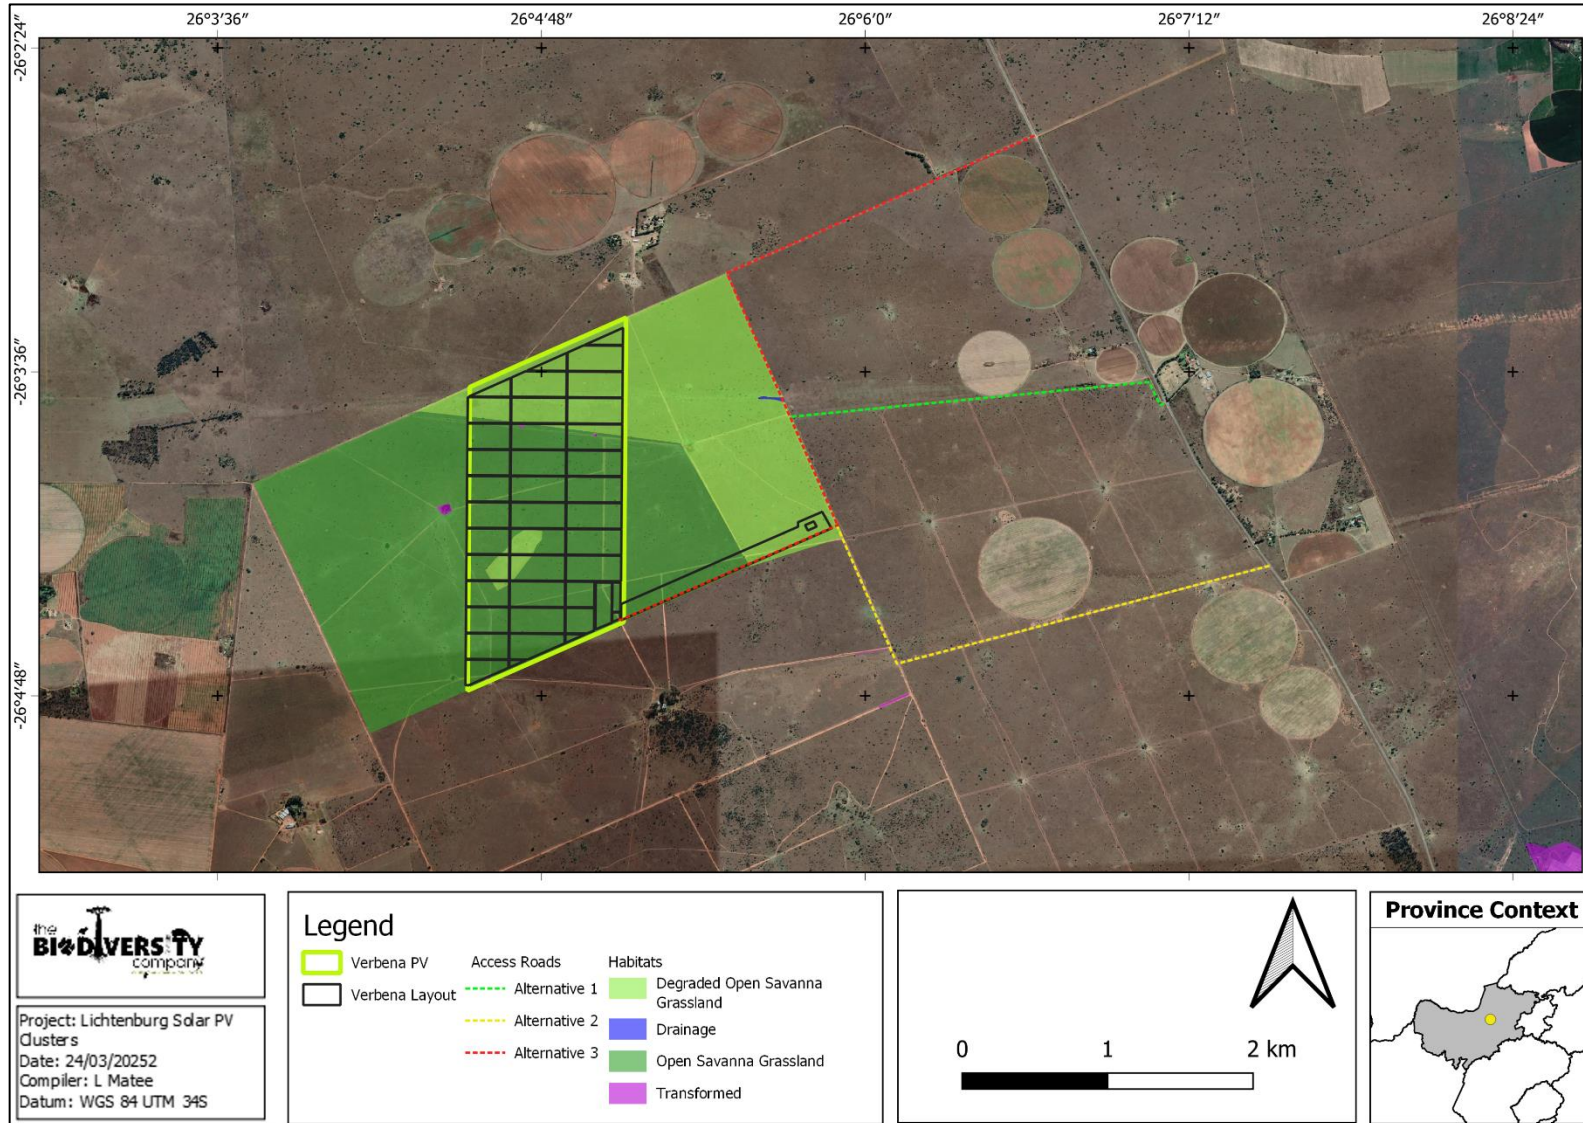 26°3′36″ 26°4′48″ 26°6′0″ 26°7′12″ 26°8′24″
-26°2′24″
-26°3′36″
-26°4′48″
the
BIODIVERSITY
company
Project: Lichtenburg Solar PV
Clusters
Date: 24/03/20252
Compiler: L Matee
Datum: WGS 84 UTM 34S
Legend
Verbena PV
Verbena Layout
Access Roads
Alternative 1
Alternative 2
Alternative 3
Habitats
Degraded Open Savanna
Grassland
Drainage
Open Savanna Grassland
Transformed
0 1 2 km
Province Context